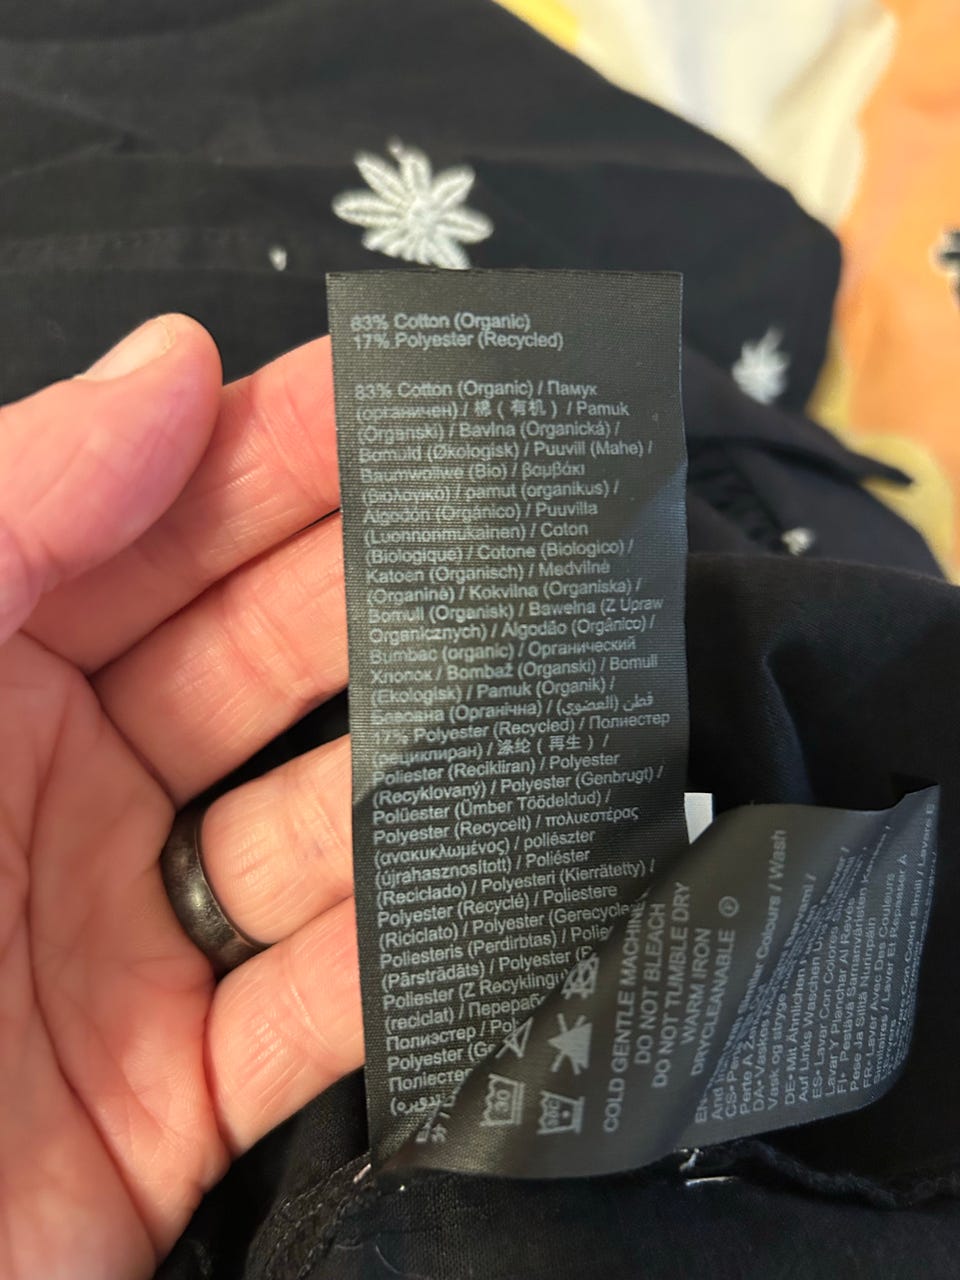 83% Cotton (Organic)
17% Polyester (Recycled)
83% Cotton (Organic) / Памук
(органичен) / 棉 ( 有机 ) / Pamuk
(Organski) / Bavlna (Organická) /
Bomuld (Økologisk) / Puuvill (Mahe) /
Baumwollwe (Bio) / βαμβάκι
(βιολογικό) / pamut (organikus) /
Algodón (Orgánico) / Puuvilla
(Luonnonmukainen) / Coton
(Biologique) / Cotone (Biologico) /
Katoen (Organisch) / Medvilnė
(Organinė) / Kokvilna (Organiska) /
Bomull (Organisk) / Bawełna (Z Upraw
Organicznych) / Algodão (Orgânico) /
Bumbac (organic) / Органический
Хлопок / Bombaž (Organski) / Bomull
(Ekologisk) / Pamuk (Organik) /
Бавовна (Органічна) / قطن (العضوي)
17% Polyester (Recycled) / Полиестер
(рециклиран) / 涤纶 ( 再生 ) /
Poliester (Recikliran) / Polyester
(Recyklovaný) / Polyester (Genbrugt) /
Polüester (Ümber Töödeldud) /
Polyester (Recycelt) / πολυεστέρας
(ανακυκλωμένος) / poliészter
(újrahasznosított) / Poliéster
(Reciclado) / Polyesteri (Kierrätetty) /
Polyester (Recyclé) / Poliestere
(Riciclato) / Polyester (Gerecycle
Poliesteris (Perdirbtas) /
(Pārstrādāts) / Polyester
Poliester (Z Recyklingu
(reciclat) /
Полиэстер /
Polyester
Поліестер
30
COLD GENTLE MACHINE
DO NOT BLEACH
DO NOT TUMBLE DRY
WARM IRON
DRYCLEANABLE Ⓟ
Similar Colours / Wash